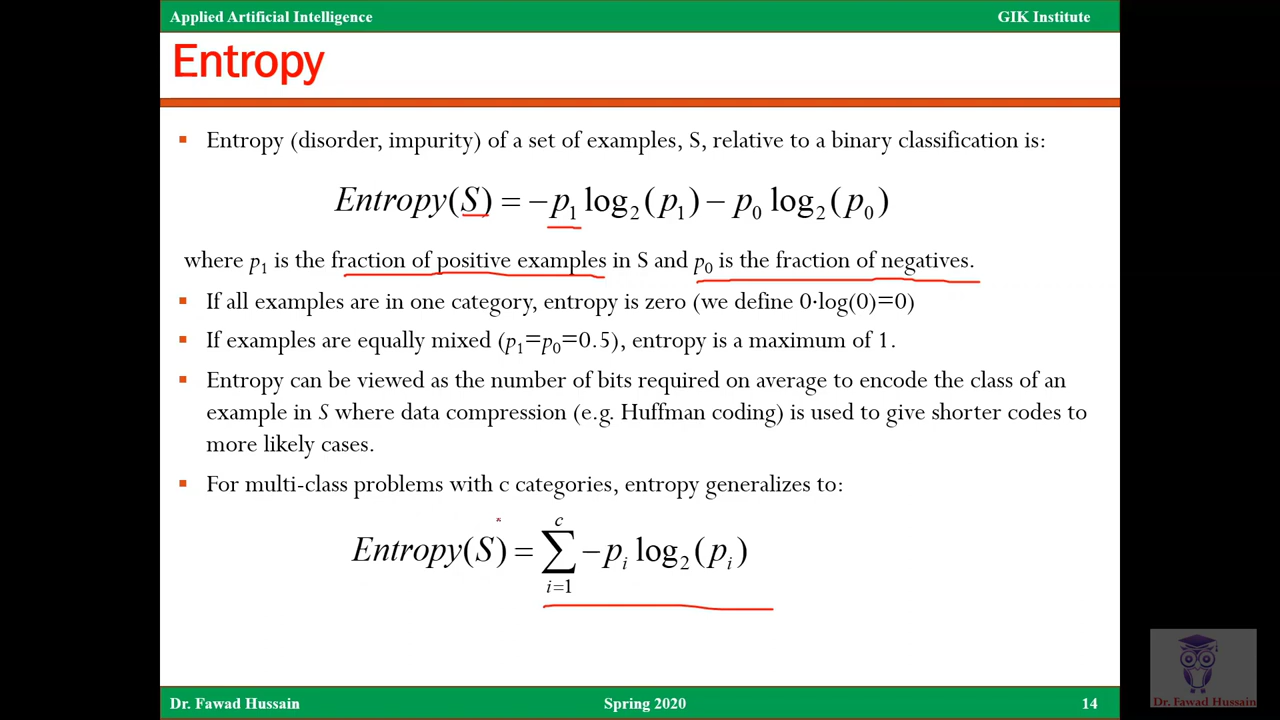 Applied Artificial Intelligence GIK Institute
Entropy
▪ Entropy (disorder, impurity) of a set of examples, S, relative to a binary classification is:
Entropy(S) = −p₁ log₂(p₁) − p₀ log₂(p₀)
where p₁ is the fraction of positive examples in S and p₀ is the fraction of negatives.
▪ If all examples are in one category, entropy is zero (we define 0·log(0)=0)
▪ If examples are equally mixed (p₁=p₀=0.5), entropy is a maximum of 1.
▪ Entropy can be viewed as the number of bits required on average to encode the class of an
example in S where data compression (e.g. Huffman coding) is used to give shorter codes to
more likely cases.
▪ For multi-class problems with c categories, entropy generalizes to:
c
Entropy(S) = ∑ −pᵢ log₂(pᵢ)
i=1
Dr. Fawad Hussain Spring 2020 14
Dr. Fawad Hussain